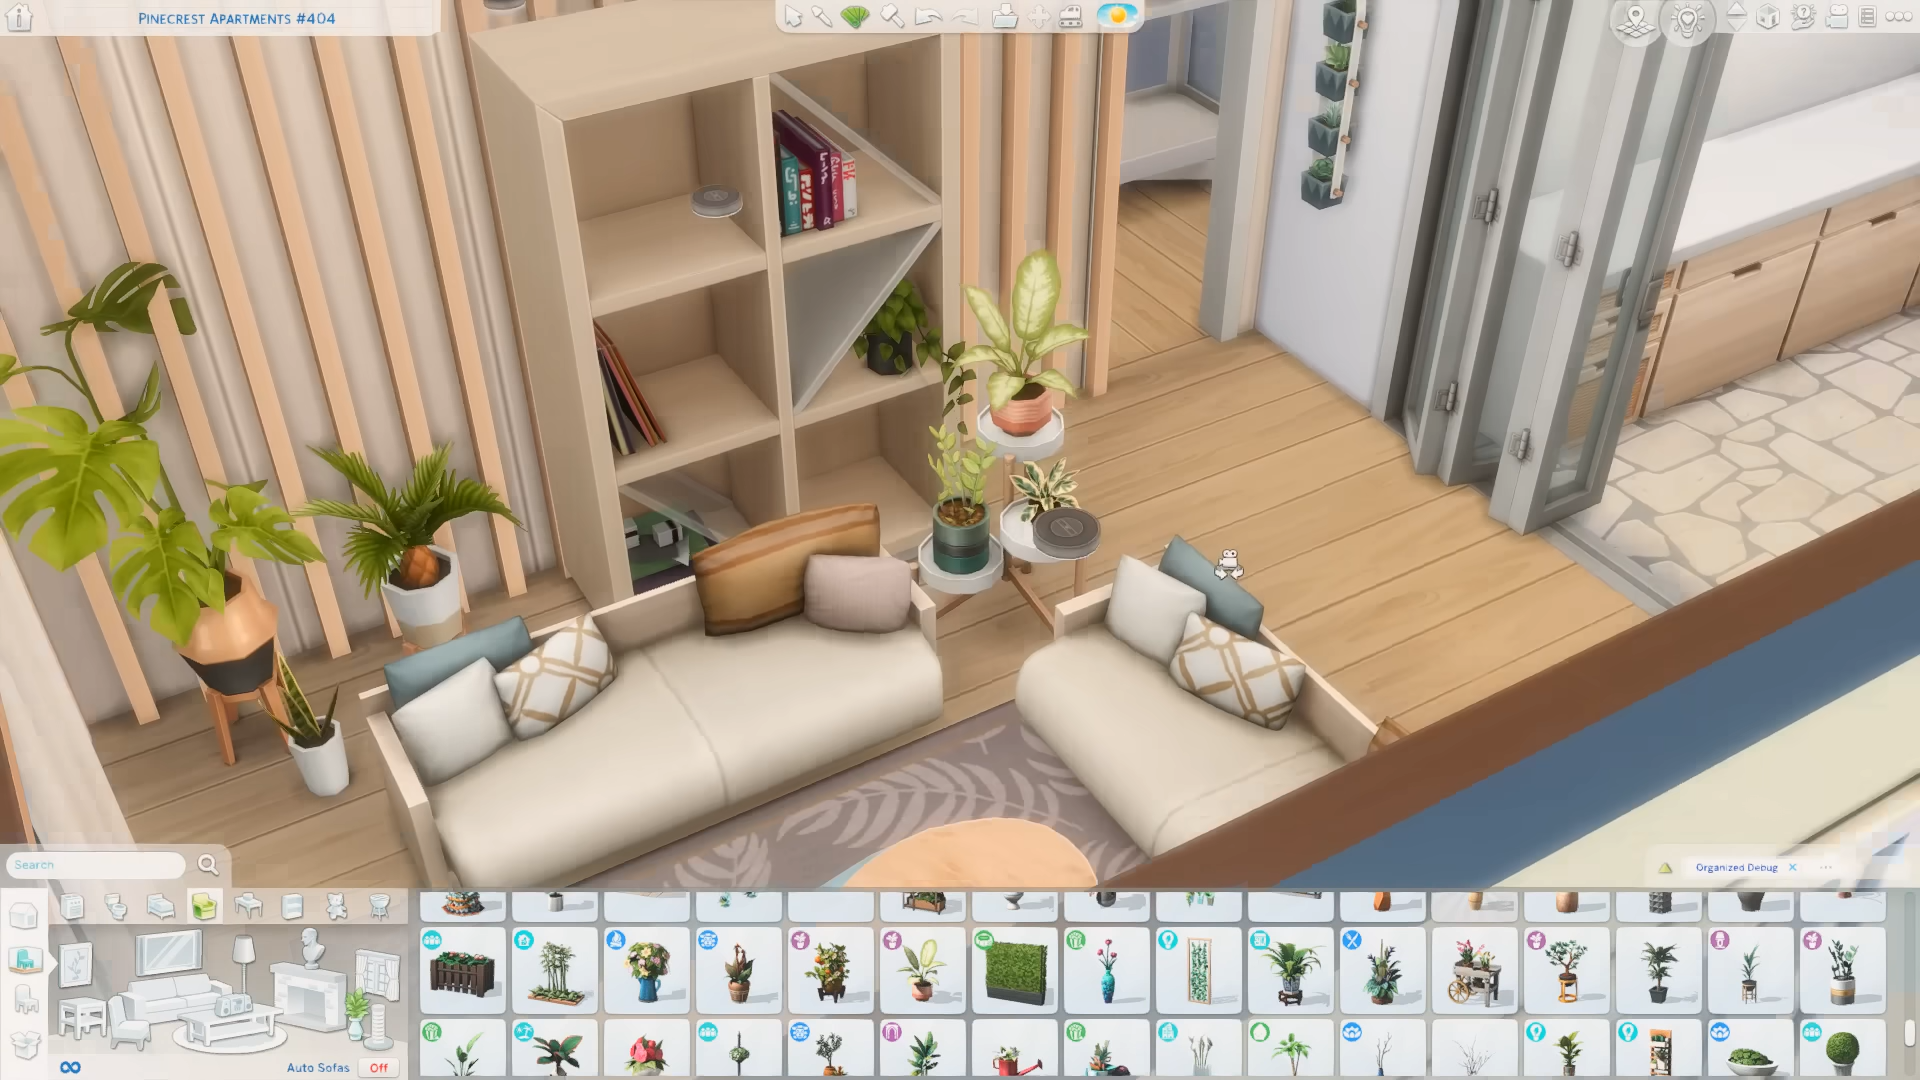 Pinecrest Apartments #404
Search
Organized Debug
Auto Sofas
Off